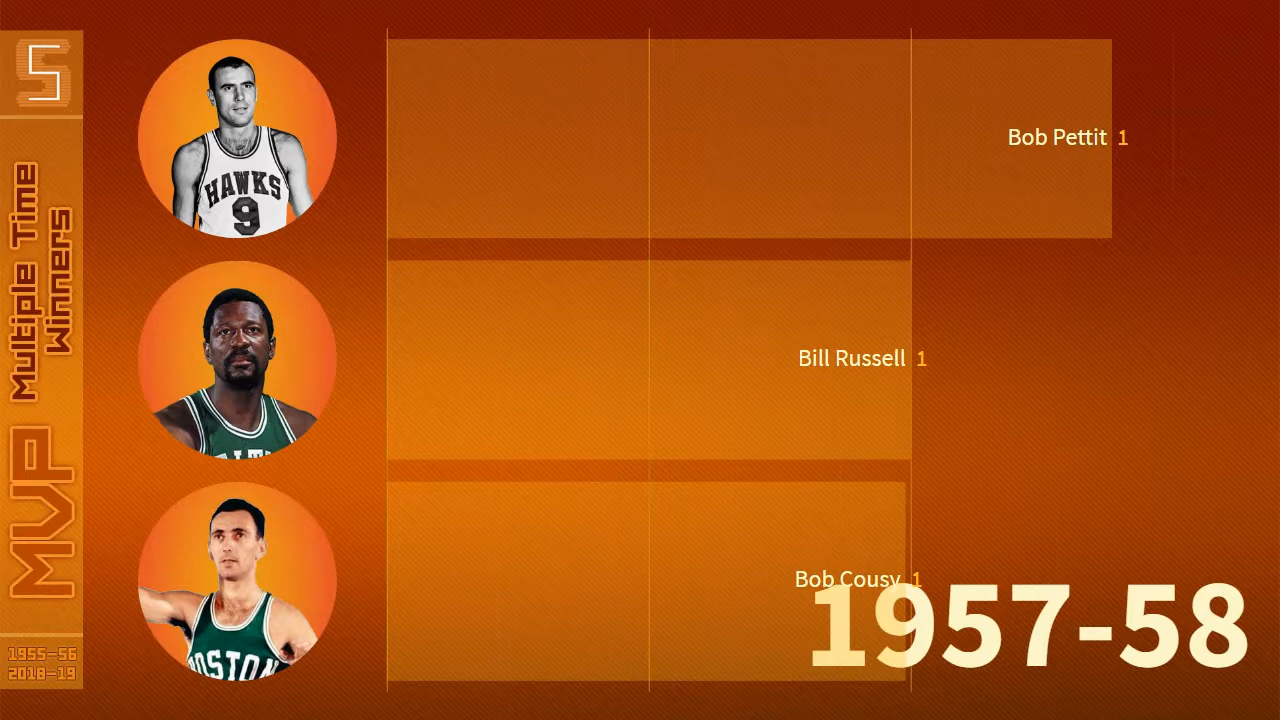 5
MVP Multiple Time
Winners
1955-56
2018-19
HAWKS
9
Bob Pettit 1
Bill Russell 1
BOSTON
Bob Cousy 1
1957-58